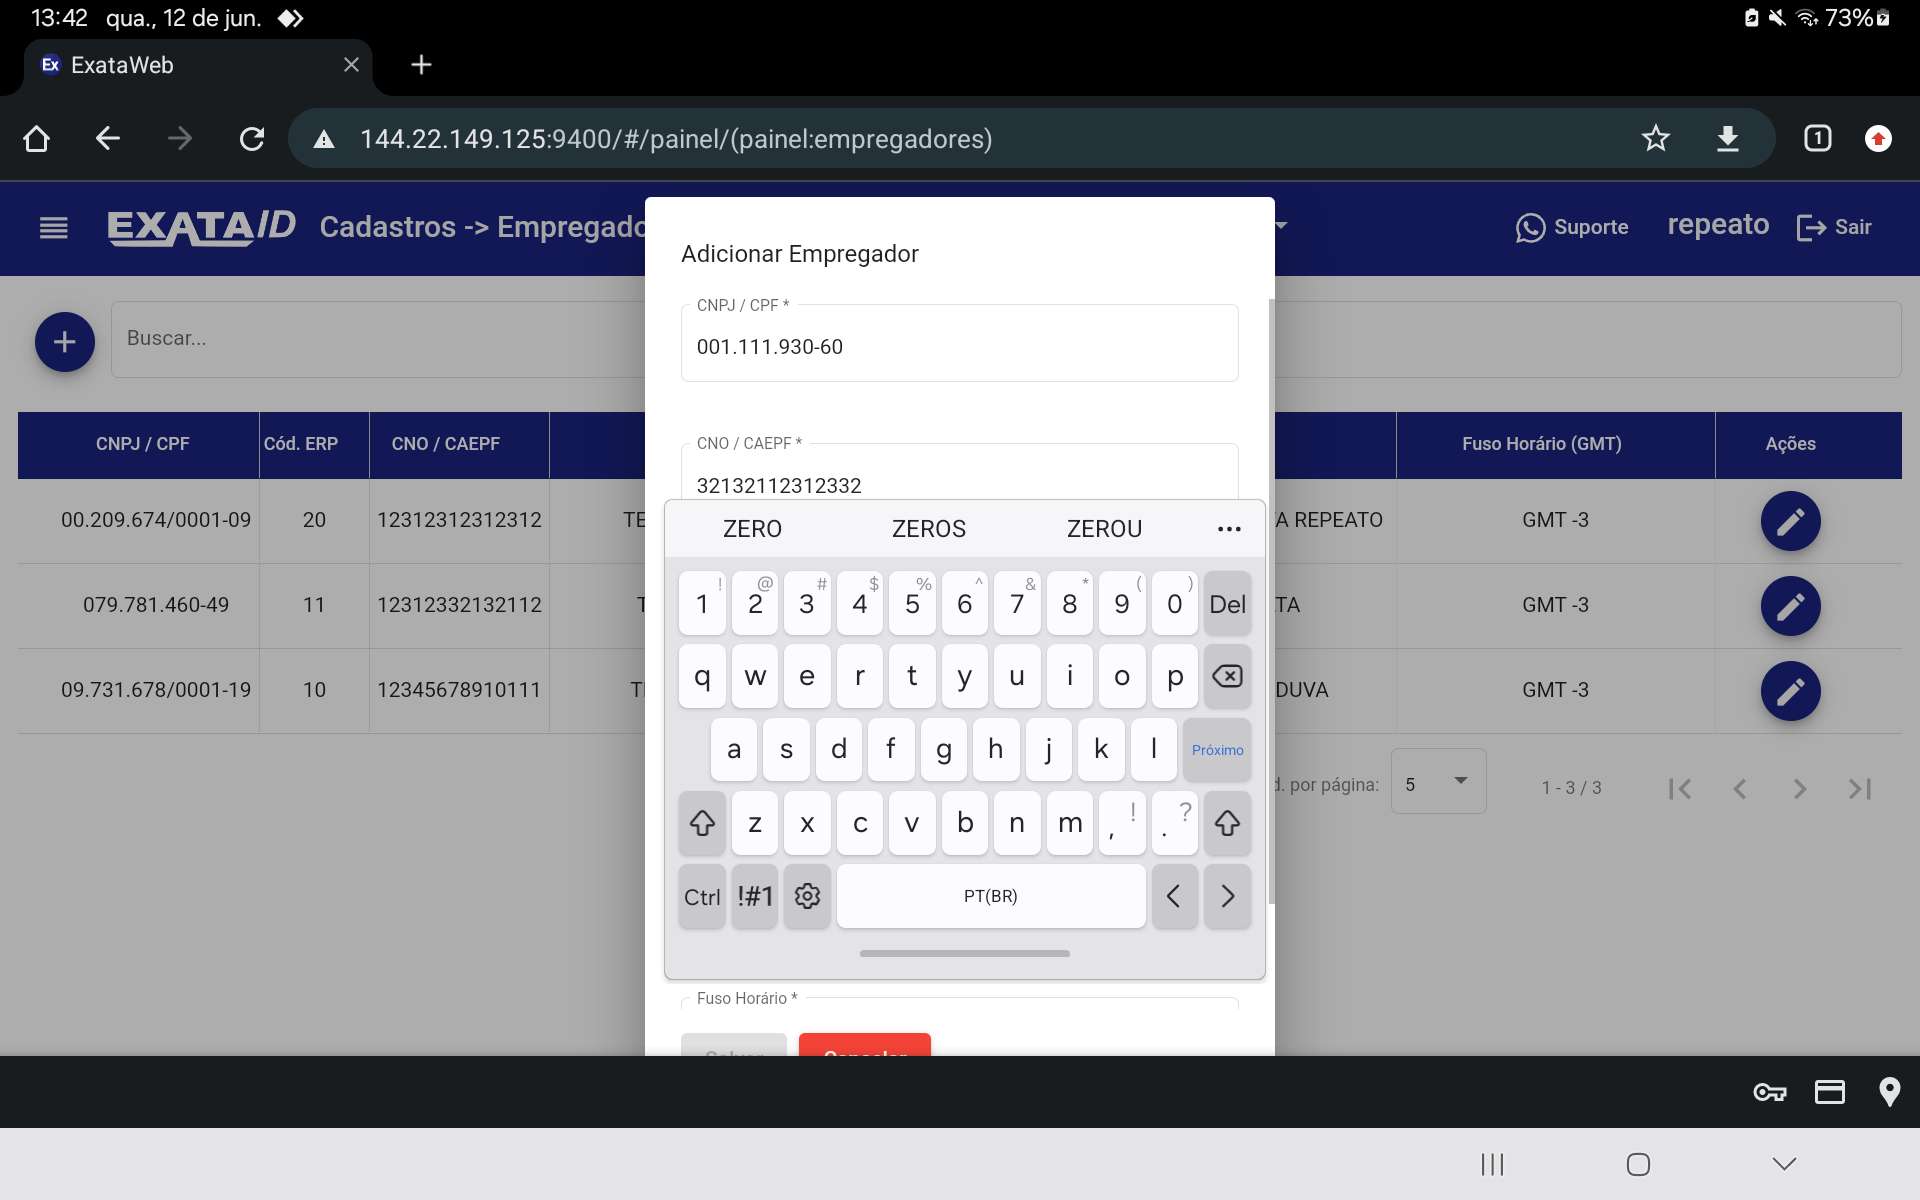 13:42 qua., 12 de jun. 73%
Ex ExataWeb
144.22.149.125:9400/#/painel/(painel:empregadores) 1
EXATA ID Cadastros -> Empregado Suporte repeato Sair
Adicionar Empregador
CNPJ / CPF *
001.111.930-60
Buscar...
CNO / CAEPF *
32132112312332
CNPJ / CPF Cód. ERP CNO / CAEPF Fuso Horário (GMT) Ações
00.209.674/0001-09 20 12312312312312 TE A REPEATO GMT -3
079.781.460-49 11 12312332132112 T TA GMT -3
09.731.678/0001-19 10 12345678910111 DUVA GMT -3
d. por página: 5 1 - 3 / 3
ZERO ZEROS ZEROU •••
! @ # $ % ^ & * ( )
1 2 3 4 5 6 7 8 9 0 Del
q w e r t y u i o p
a s d f g h j k l Próximo
z x c v b n m , ! . ?
Ctrl !#1 PT(BR) < >
Fuso Horário *
Salvar Cancelar